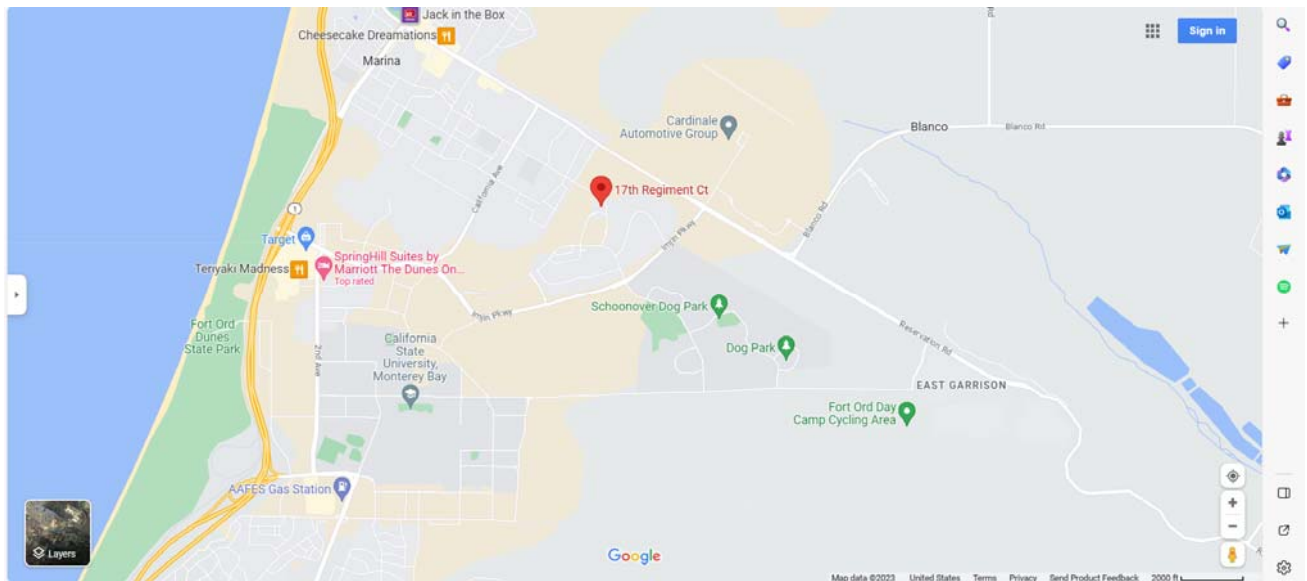 Jack in the Box
Cheesecake Dreamations
Marina
Sign in
Cardinale
Automotive Group
Blanco
Blanco Rd
Rd
California Ave
17th Regiment Ct
Blanco Rd
Imjin Pkwy
1
Target
SpringHill Suites by
Marriott The Dunes On...
Top rated
Teriyaki Madness
Schoonover Dog Park
Imjin Pkwy
Fort Ord
Dunes
State Park
2nd Ave
California
State
University,
Monterey Bay
Dog Park
Reservation Rd
EAST GARRISON
Fort Ord Day
Camp Cycling Area
AAFES Gas Station
Layers
Google
Map data ©2023 United States Terms Privacy Send Product Feedback 2000 ft